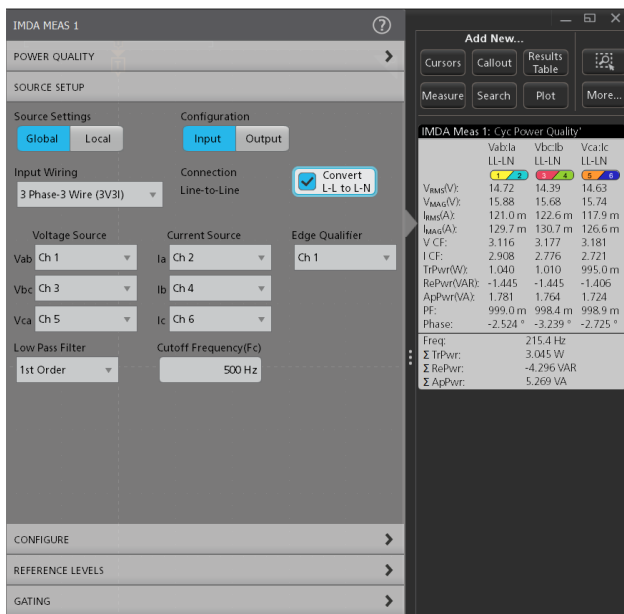 IMDA MEAS 1
POWER QUALITY
SOURCE SETUP
Source Settings
Global Local
Configuration
Input Output
Input Wiring
3 Phase-3 Wire (3V3I)
Connection
Line-to-Line
Convert
L-L to L-N
Voltage Source Current Source Edge Qualifier
Vab Ch 1 Ia Ch 2 Ch 1
Vbc Ch 3 Ib Ch 4
Vca Ch 5 Ic Ch 6
Low Pass Filter Cutoff Frequency(Fc)
1st Order 500 Hz
CONFIGURE
REFERENCE LEVELS
GATING
Add New...
Cursors Callout Results Table
Measure Search Plot More...
IMDA Meas 1: Cyc Power Quality'
Vab:Ia Vbc:Ib Vca:Ic
LL-LN LL-LN LL-LN
1 2 3 4 5 6
VRMS(V): 14.72 14.39 14.63
VMAG(V): 15.88 15.68 15.74
IRMS(A): 121.0 m 122.6 m 117.9 m
IMAG(A): 129.7 m 130.7 m 126.6 m
V CF: 3.116 3.177 3.181
I CF: 2.908 2.776 2.721
TrPwr(W): 1.040 1.010 995.0 m
RePwr(VAR): -1.445 -1.445 -1.406
ApPwr(VA): 1.781 1.764 1.724
PF: 999.0 m 998.4 m 998.9 m
Phase: -2.524 ° -3.239 ° -2.725 °
Freq: 215.4 Hz
Σ TrPwr: 3.045 W
Σ RePwr: -4.296 VAR
Σ ApPwr: 5.269 VA